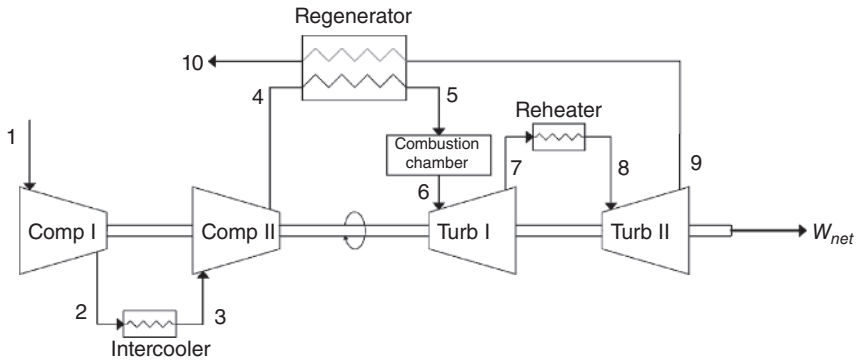 Regenerator
10
4
5
Reheater
1
Combustion
chamber
6
7
8
9
Comp I
Comp II
Turb I
Turb II
Wnet
2
3
Intercooler